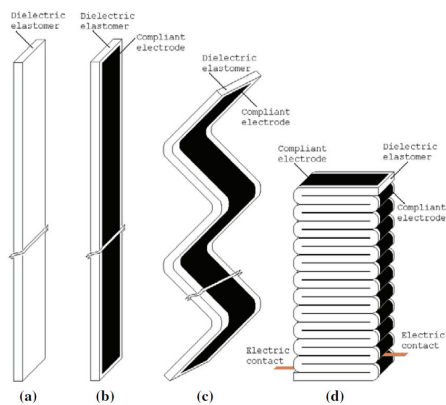 Dielectric
elastomer
Dielectric
elastomer
Compliant
electrode
Dielectric
elastomer
Compliant
electrode
Compliant
electrode
Dielectric
elastomer
Compliant
electrode
Electric
contact
Electric
contact
(a)
(b)
(c)
(d)